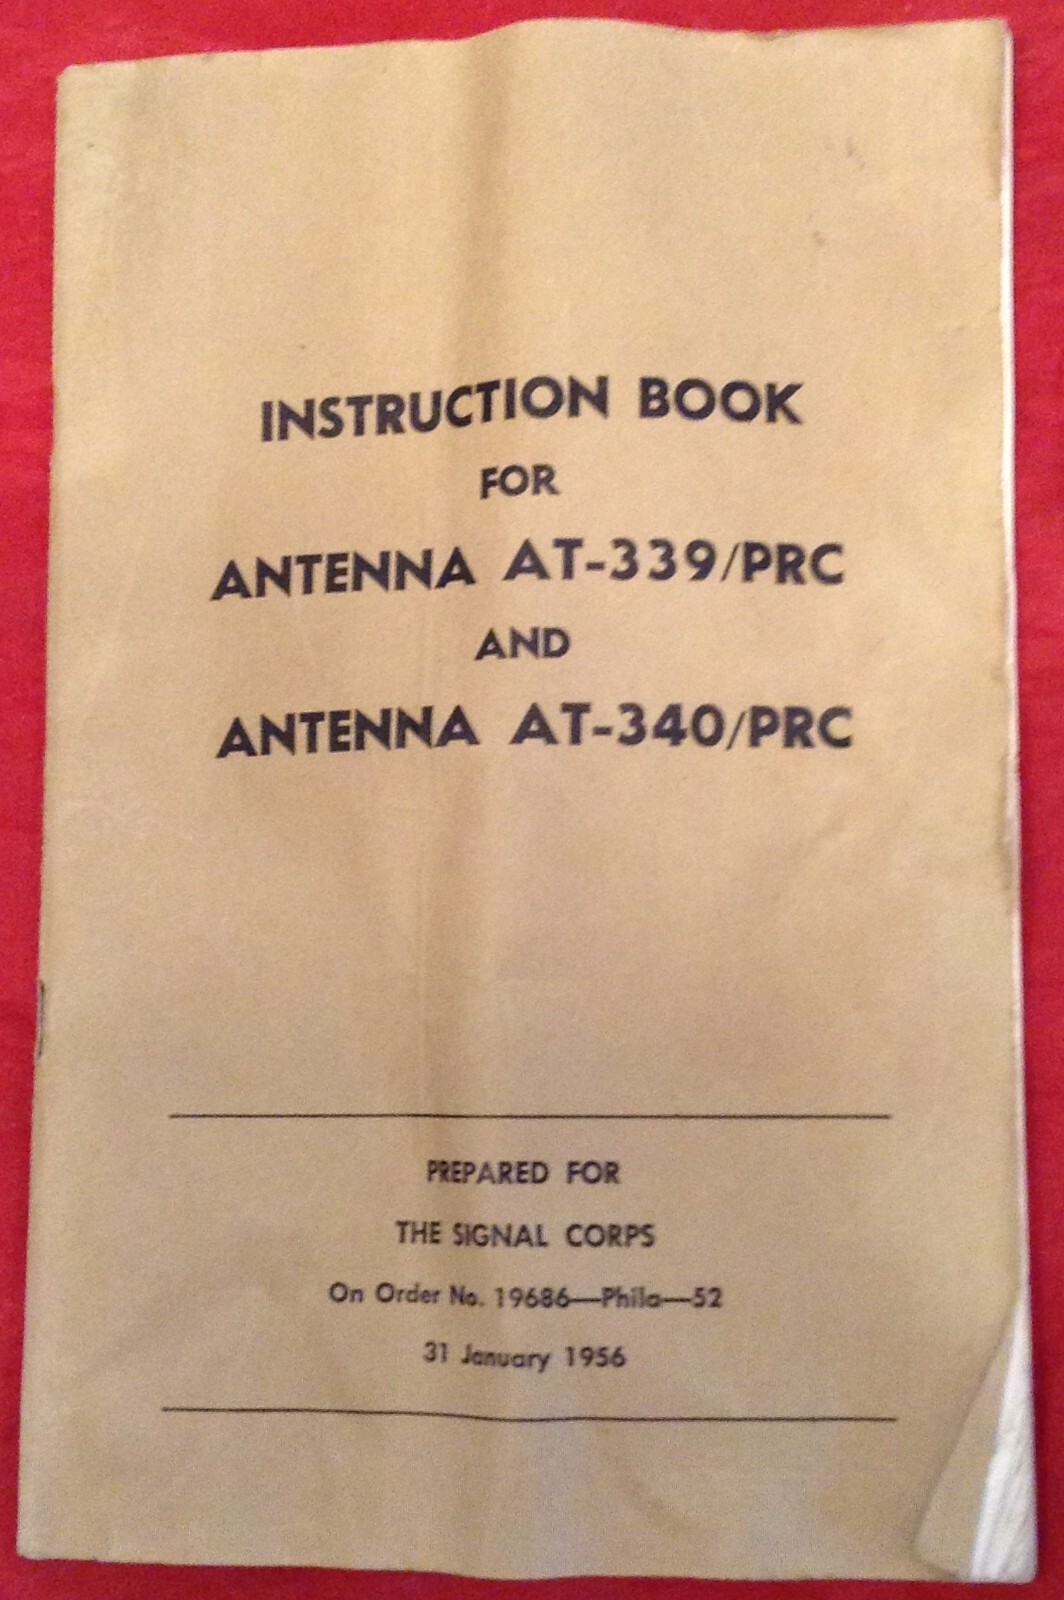 INSTRUCTION BOOK
FOR
ANTENNA AT-339/PRC
AND
ANTENNA AT-340/PRC
PREPARED FOR
THE SIGNAL CORPS
On Order No. 19686—Phila—52
31 January 1956